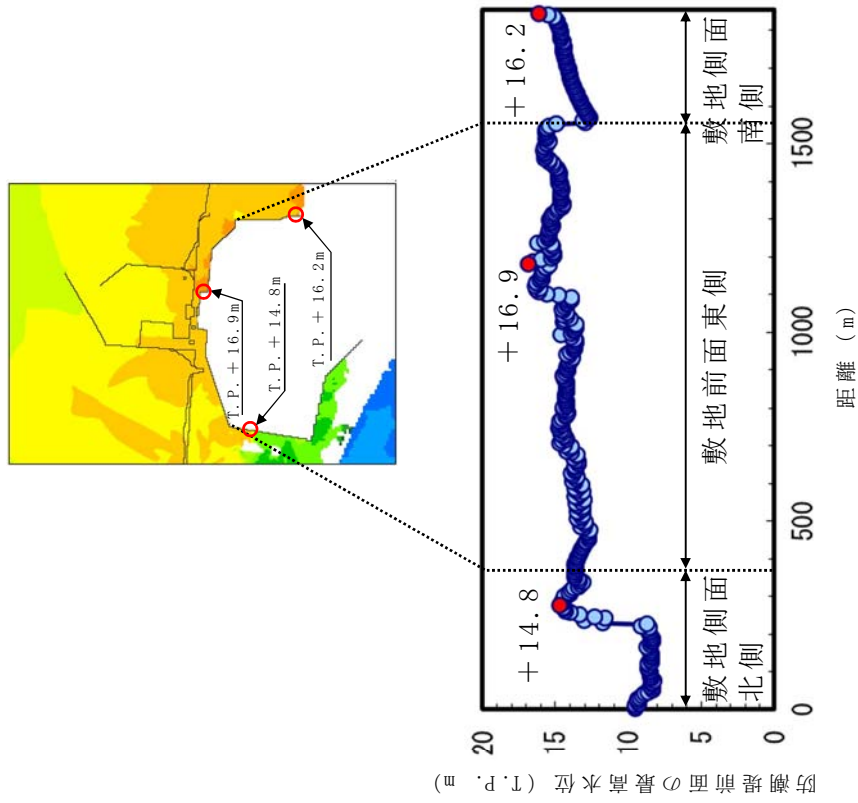 T.P.+16.9m
T.P.+14.8m
T.P.+16.2m
防潮堤前面の最高水位 (T.P. m)
20
15
10
5
0
+14.8
+16.9
+16.2
敷地側面
北側
敷地前面東側
敷地側面
南側
0
500
1000
1500
距離 (m)